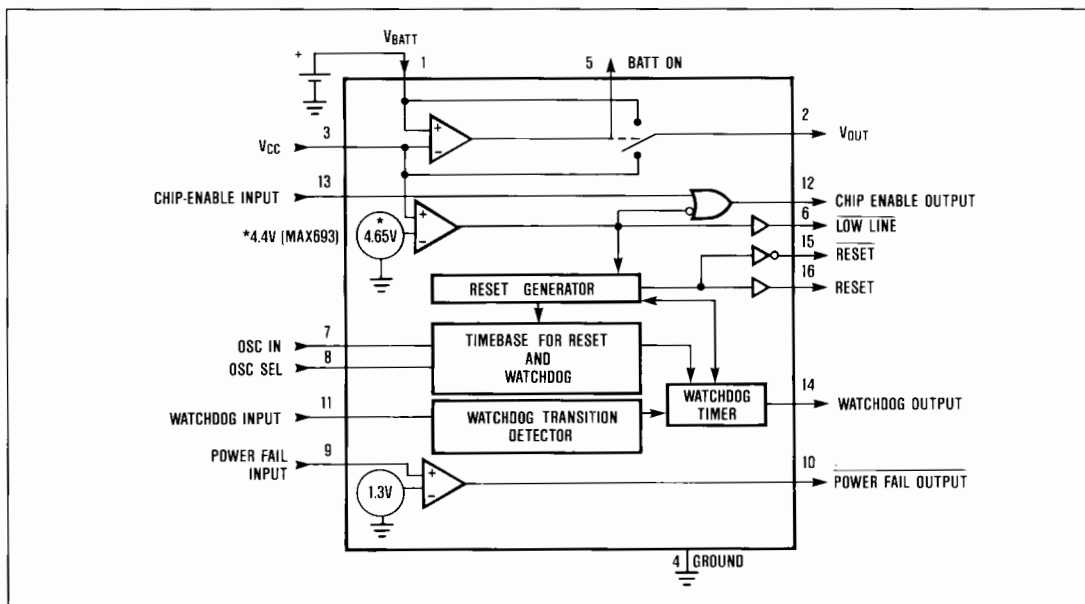 VBATT
+
1
5 BATT ON
3
VCC
2
VOUT
+
−
13
CHIP-ENABLE INPUT
12
CHIP ENABLE OUTPUT
*4.4V (MAX693)
*
4.65V
+
−
6
LOW LINE
15
RESET
16
RESET
RESET GENERATOR
7
OSC IN
8
OSC SEL
TIMEBASE FOR RESET
AND
WATCHDOG
WATCHDOG
TIMER
14
WATCHDOG OUTPUT
11
WATCHDOG INPUT
WATCHDOG TRANSITION
DETECTOR
9
POWER FAIL
INPUT
1.3V
+
−
10
POWER FAIL OUTPUT
4 GROUND